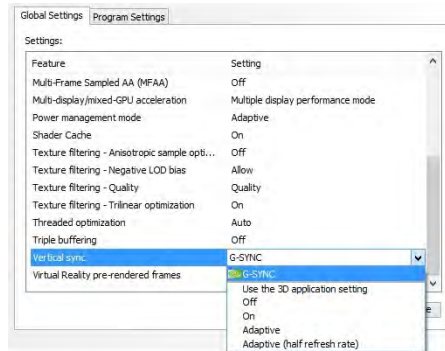 Global Settings Program Settings
Settings:
Feature Setting
Multi-Frame Sampled AA (MFAA) Off
Multi-display/mixed-GPU acceleration Multiple display performance mode
Power management mode Adaptive
Shader Cache On
Texture filtering - Anisotropic sample opti... Off
Texture filtering - Negative LOD bias Allow
Texture filtering - Quality Quality
Texture filtering - Trilinear optimization On
Threaded optimization Auto
Triple buffering Off
Vertical sync G-SYNC
Virtual Reality pre-rendered frames G-SYNC
Use the 3D application setting
Off
On
Adaptive
Adaptive (half refresh rate)